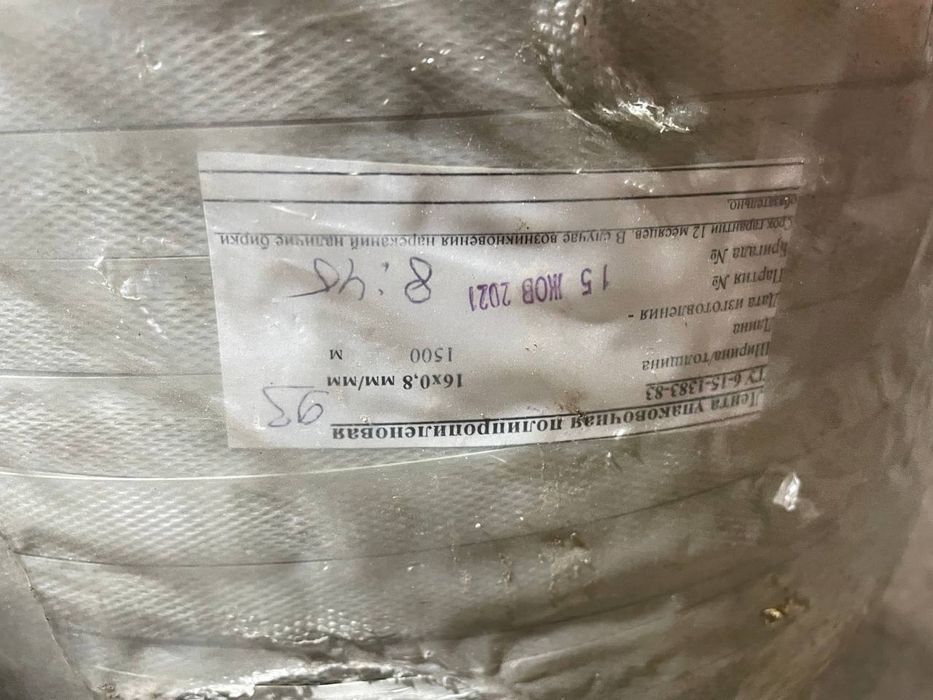 Лента упаковочная полипропиленовая
ТУ 6-15-1383-83
Ширина/толщина 16х0,8 мм/мм
Длина 1500 м
Дата изготовления - 15 ЖОВ 2021 8:45
Партия №
Бригада №
Срок гарантии 12 месяцев. В случае возникновения нареканий наличие бирки
обязательно.